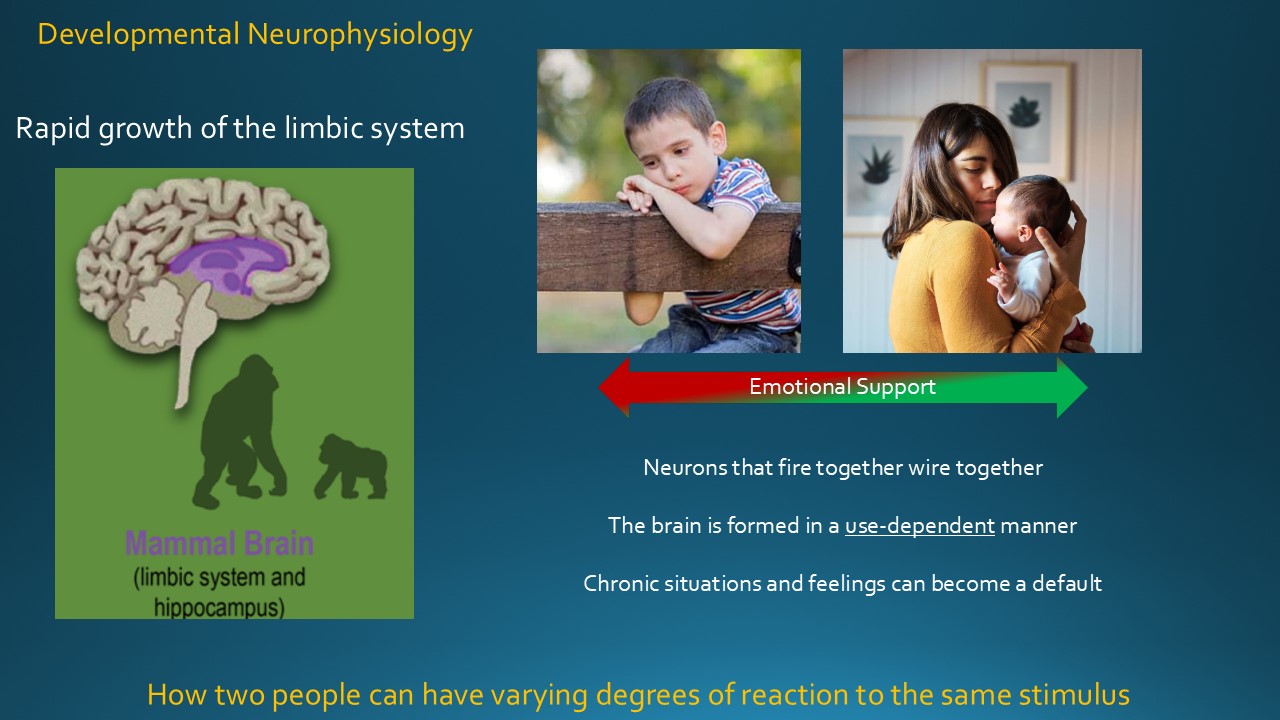 Developmental Neurophysiology
Rapid growth of the limbic system
Mammal Brain
(limbic system and
hippocampus)
Emotional Support
Neurons that fire together wire together
The brain is formed in a use-dependent manner
Chronic situations and feelings can become a default
How two people can have varying degrees of reaction to the same stimulus